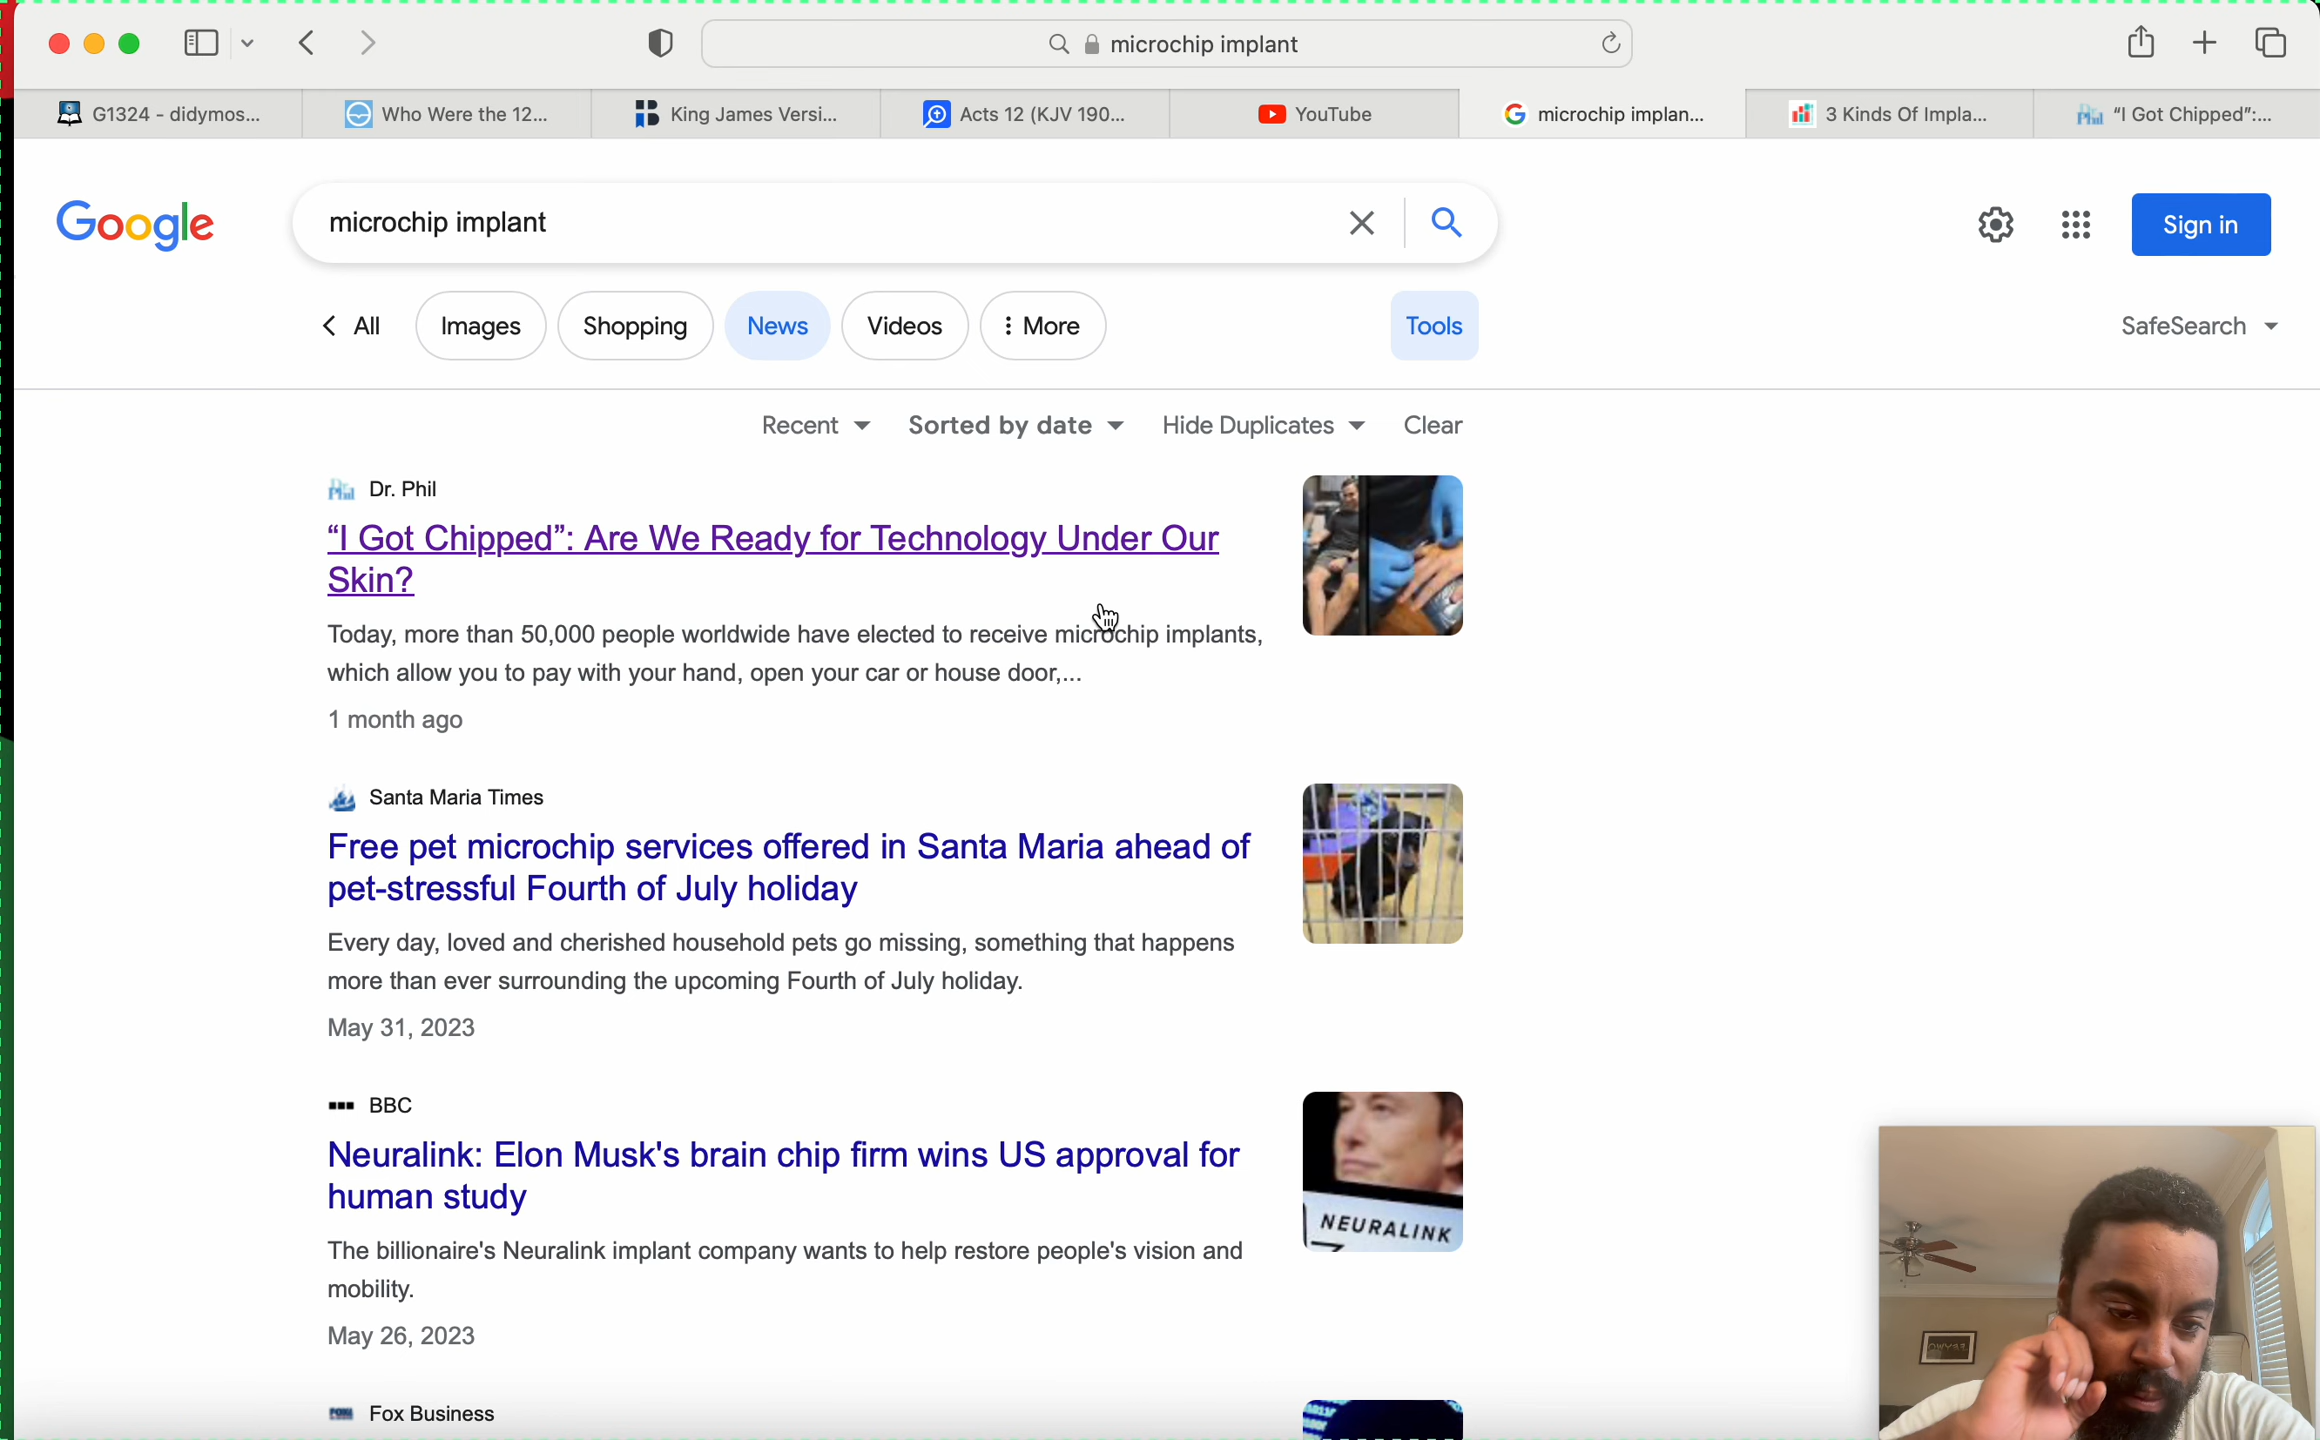 microchip implant
G1324 - didymos...
Who Were the 12...
King James Versi...
Acts 12 (KJV 190...
YouTube
microchip implan...
3 Kinds Of Impla...
“I Got Chipped”:...
Google
microchip implant
Sign in
All
Images
Shopping
News
Videos
More
Tools
SafeSearch
Recent
Sorted by date
Hide Duplicates
Clear
Dr. Phil
“I Got Chipped”: Are We Ready for Technology Under Our
Skin?
Today, more than 50,000 people worldwide have elected to receive microchip implants,
which allow you to pay with your hand, open your car or house door,...
1 month ago
Santa Maria Times
Free pet microchip services offered in Santa Maria ahead of
pet-stressful Fourth of July holiday
Every day, loved and cherished household pets go missing, something that happens
more than ever surrounding the upcoming Fourth of July holiday.
May 31, 2023
BBC
Neuralink: Elon Musk's brain chip firm wins US approval for
human study
NEURALINK
The billionaire's Neuralink implant company wants to help restore people's vision and
mobility.
May 26, 2023
Fox Business